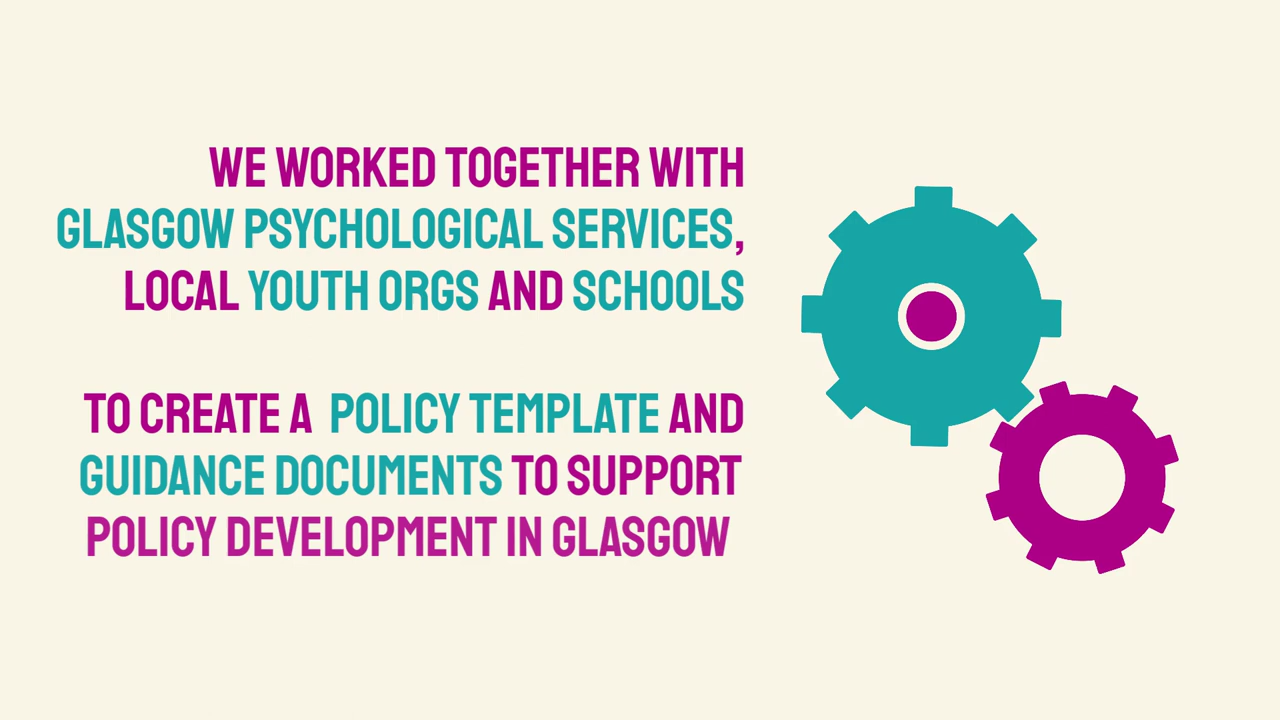 WE WORKED TOGETHER WITH
GLASGOW PSYCHOLOGICAL SERVICES,
LOCAL YOUTH ORGS AND SCHOOLS
TO CREATE A POLICY TEMPLATE AND
GUIDANCE DOCUMENTS TO SUPPORT
POLICY DEVELOPMENT IN GLASGOW